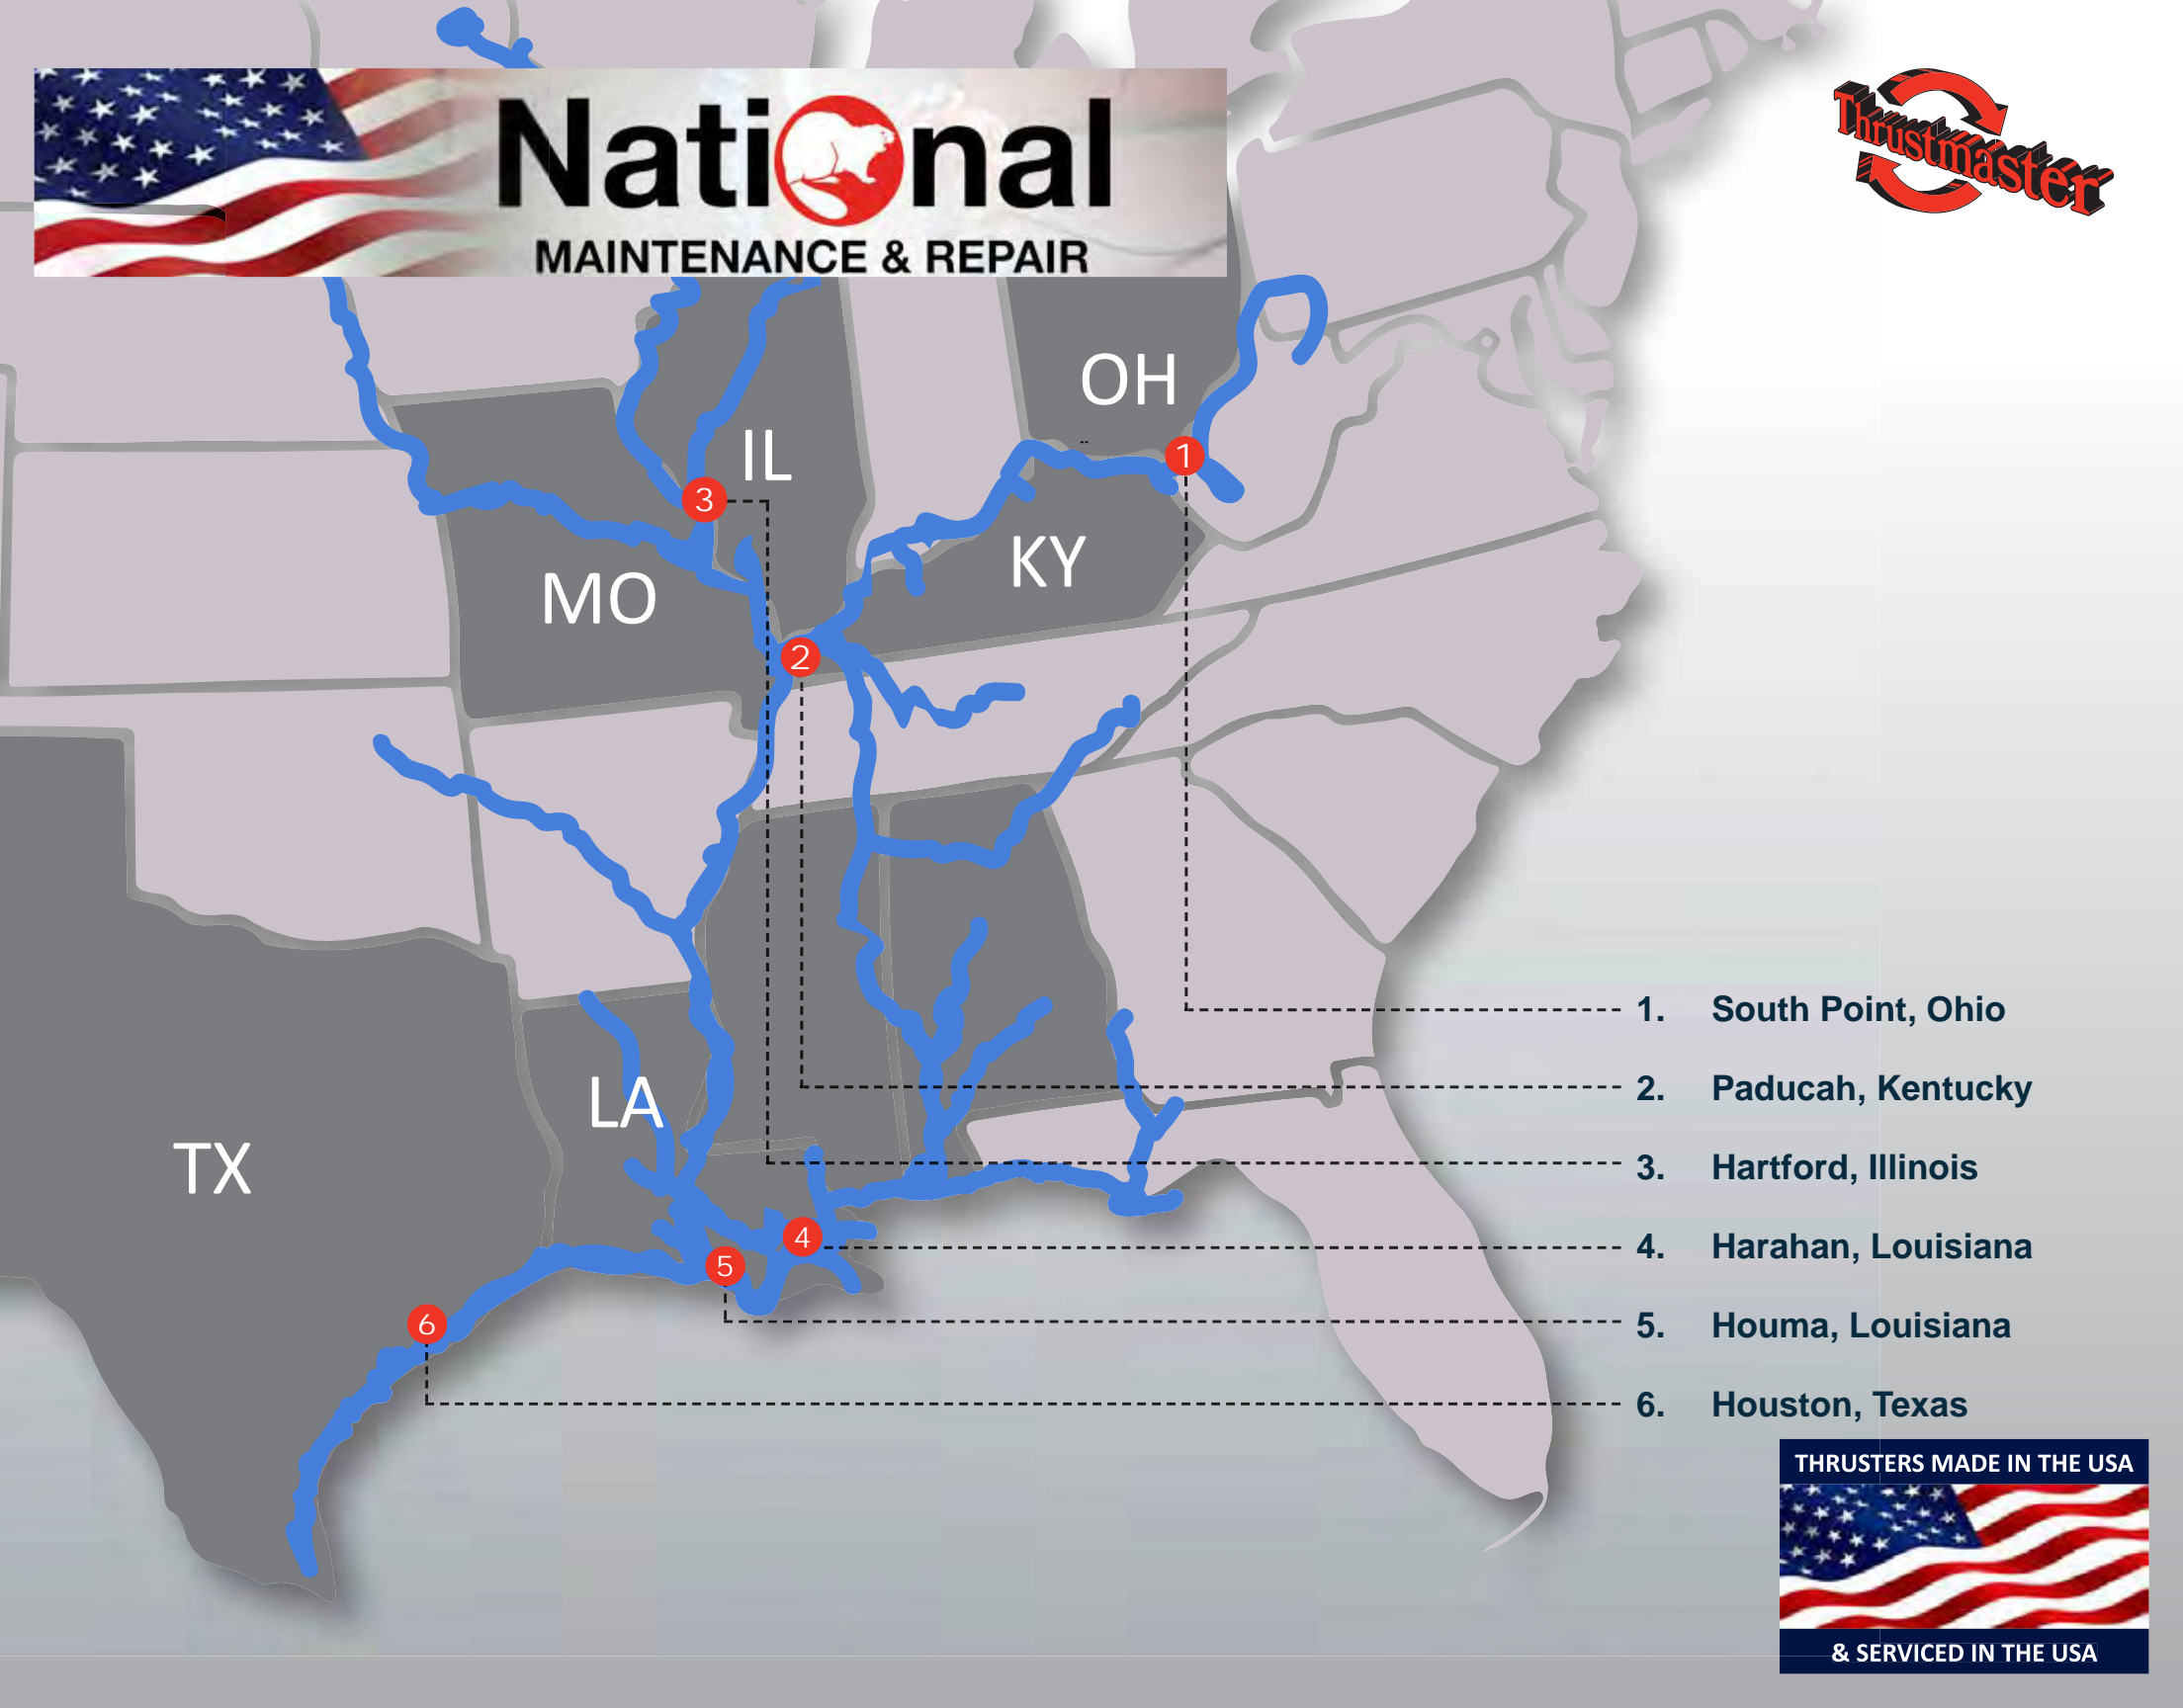 National
MAINTENANCE & REPAIR
Thrustmaster
OH
IL
KY
MO
LA
TX
1
3
2
4
5
6
--
1. South Point, Ohio
2. Paducah, Kentucky
3. Hartford, Illinois
4. Harahan, Louisiana
5. Houma, Louisiana
6. Houston, Texas
THRUSTERS MADE IN THE USA
& SERVICED IN THE USA